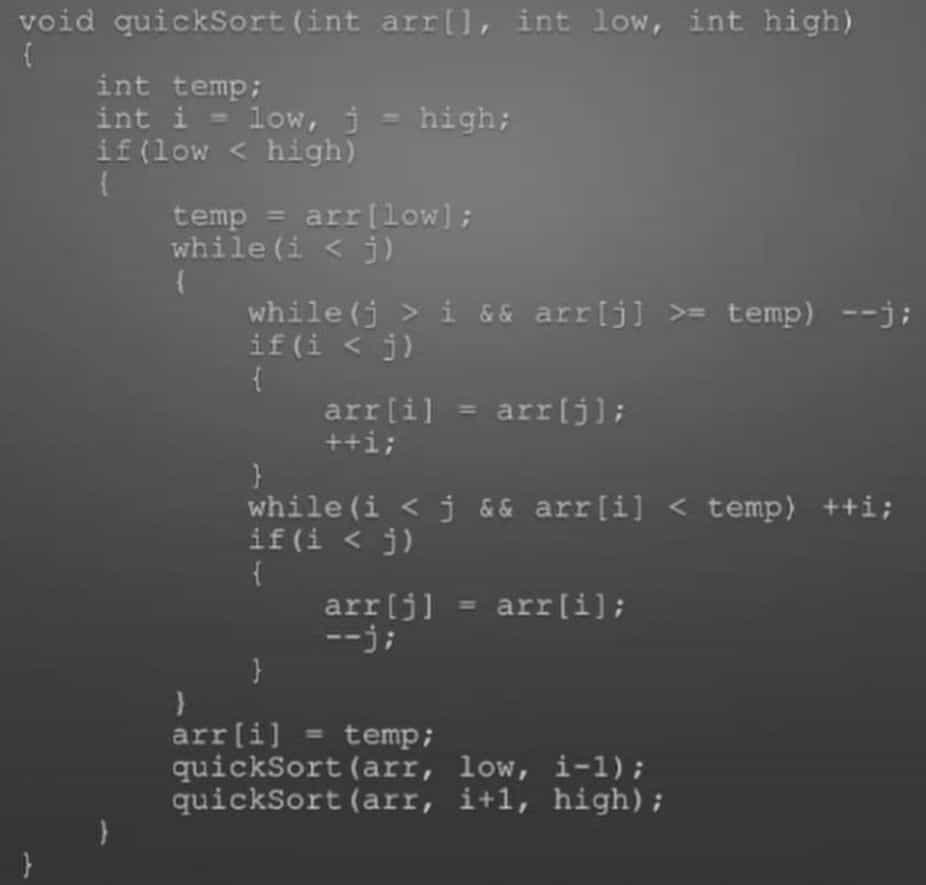 void quickSort(int arr[], int low, int high)
{
    int temp;
    int i = low, j = high;
    if(low < high)
    {
        temp = arr[low];
        while(i < j)
        {
            while(j > i && arr[j] >= temp) --j;
            if(i < j)
            {
                arr[i] = arr[j];
                ++i;
            }
            while(i < j && arr[i] < temp) ++i;
            if(i < j)
            {
                arr[j] = arr[i];
                --j;
            }
        }
        arr[i] = temp;
        quickSort(arr, low, i-1);
        quickSort(arr, i+1, high);
    }
}